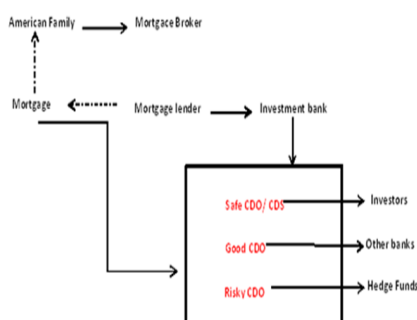 American Family
Mortgace Broker
Mortgage
Mortgage lender
Investment bank
Safe CDO/ CDS
Investors
Good CDO
Other banks
Risky CDO
Hedge Funds